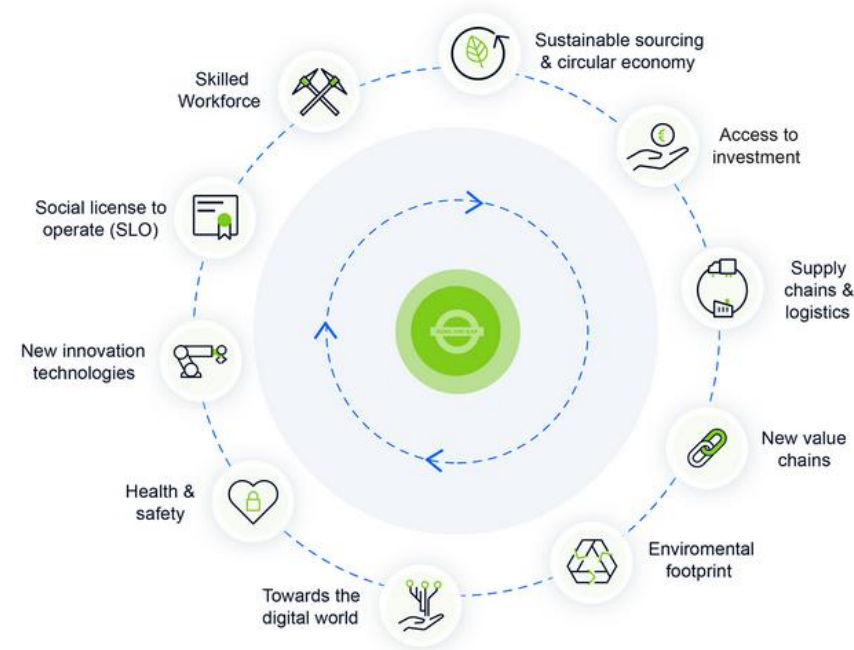 Sustainable sourcing
& circular economy
Access to
investment
Supply
chains &
logistics
New value
chains
Enviromental
footprint
Towards the
digital world
Health &
safety
New innovation
technologies
Social license to
operate (SLO)
Skilled
Workforce